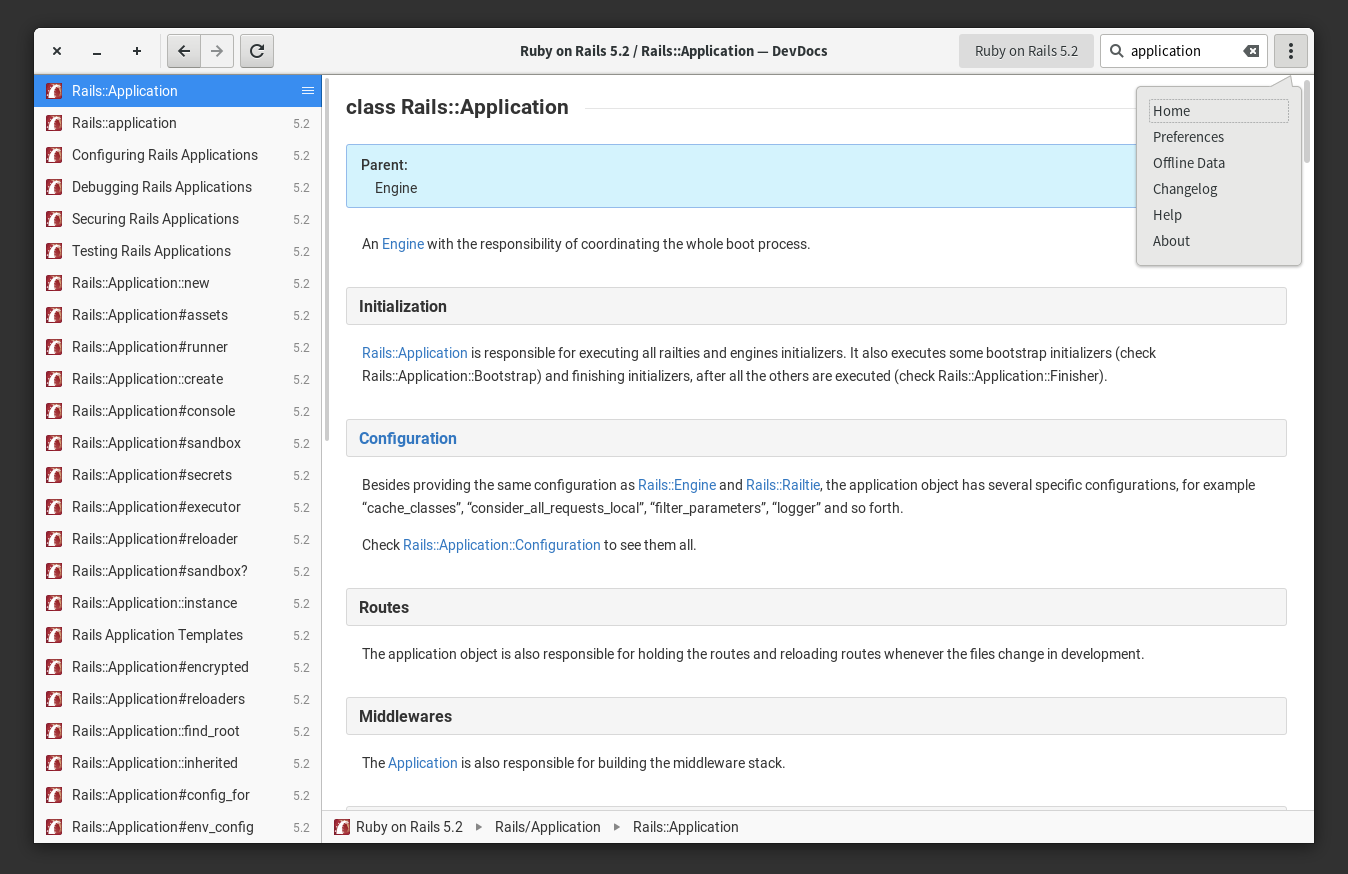 Ruby on Rails 5.2 / Rails::Application — DevDocs
Ruby on Rails 5.2
application
Rails::Application
Rails::application 5.2
Configuring Rails Applications 5.2
Debugging Rails Applications 5.2
Securing Rails Applications 5.2
Testing Rails Applications 5.2
Rails::Application::new 5.2
Rails::Application#assets 5.2
Rails::Application#runner 5.2
Rails::Application::create 5.2
Rails::Application#console 5.2
Rails::Application#sandbox 5.2
Rails::Application#secrets 5.2
Rails::Application#executor 5.2
Rails::Application#reloader 5.2
Rails::Application#sandbox? 5.2
Rails::Application::instance 5.2
Rails Application Templates 5.2
Rails::Application#encrypted 5.2
Rails::Application#reloaders 5.2
Rails::Application::find_root 5.2
Rails::Application::inherited 5.2
Rails::Application#config_for 5.2
Rails::Application#env_config 5.2
class Rails::Application
Parent:
Engine
An Engine with the responsibility of coordinating the whole boot process.
Initialization
Rails::Application is responsible for executing all railties and engines initializers. It also executes some bootstrap initializers (check
Rails::Application::Bootstrap) and finishing initializers, after all the others are executed (check Rails::Application::Finisher).
Configuration
Besides providing the same configuration as Rails::Engine and Rails::Railtie, the application object has several specific configurations, for example
“cache_classes”, “consider_all_requests_local”, “filter_parameters”, “logger” and so forth.
Check Rails::Application::Configuration to see them all.
Routes
The application object is also responsible for holding the routes and reloading routes whenever the files change in development.
Middlewares
The Application is also responsible for building the middleware stack.
Home
Preferences
Offline Data
Changelog
Help
About
Ruby on Rails 5.2
Rails/Application
Rails::Application